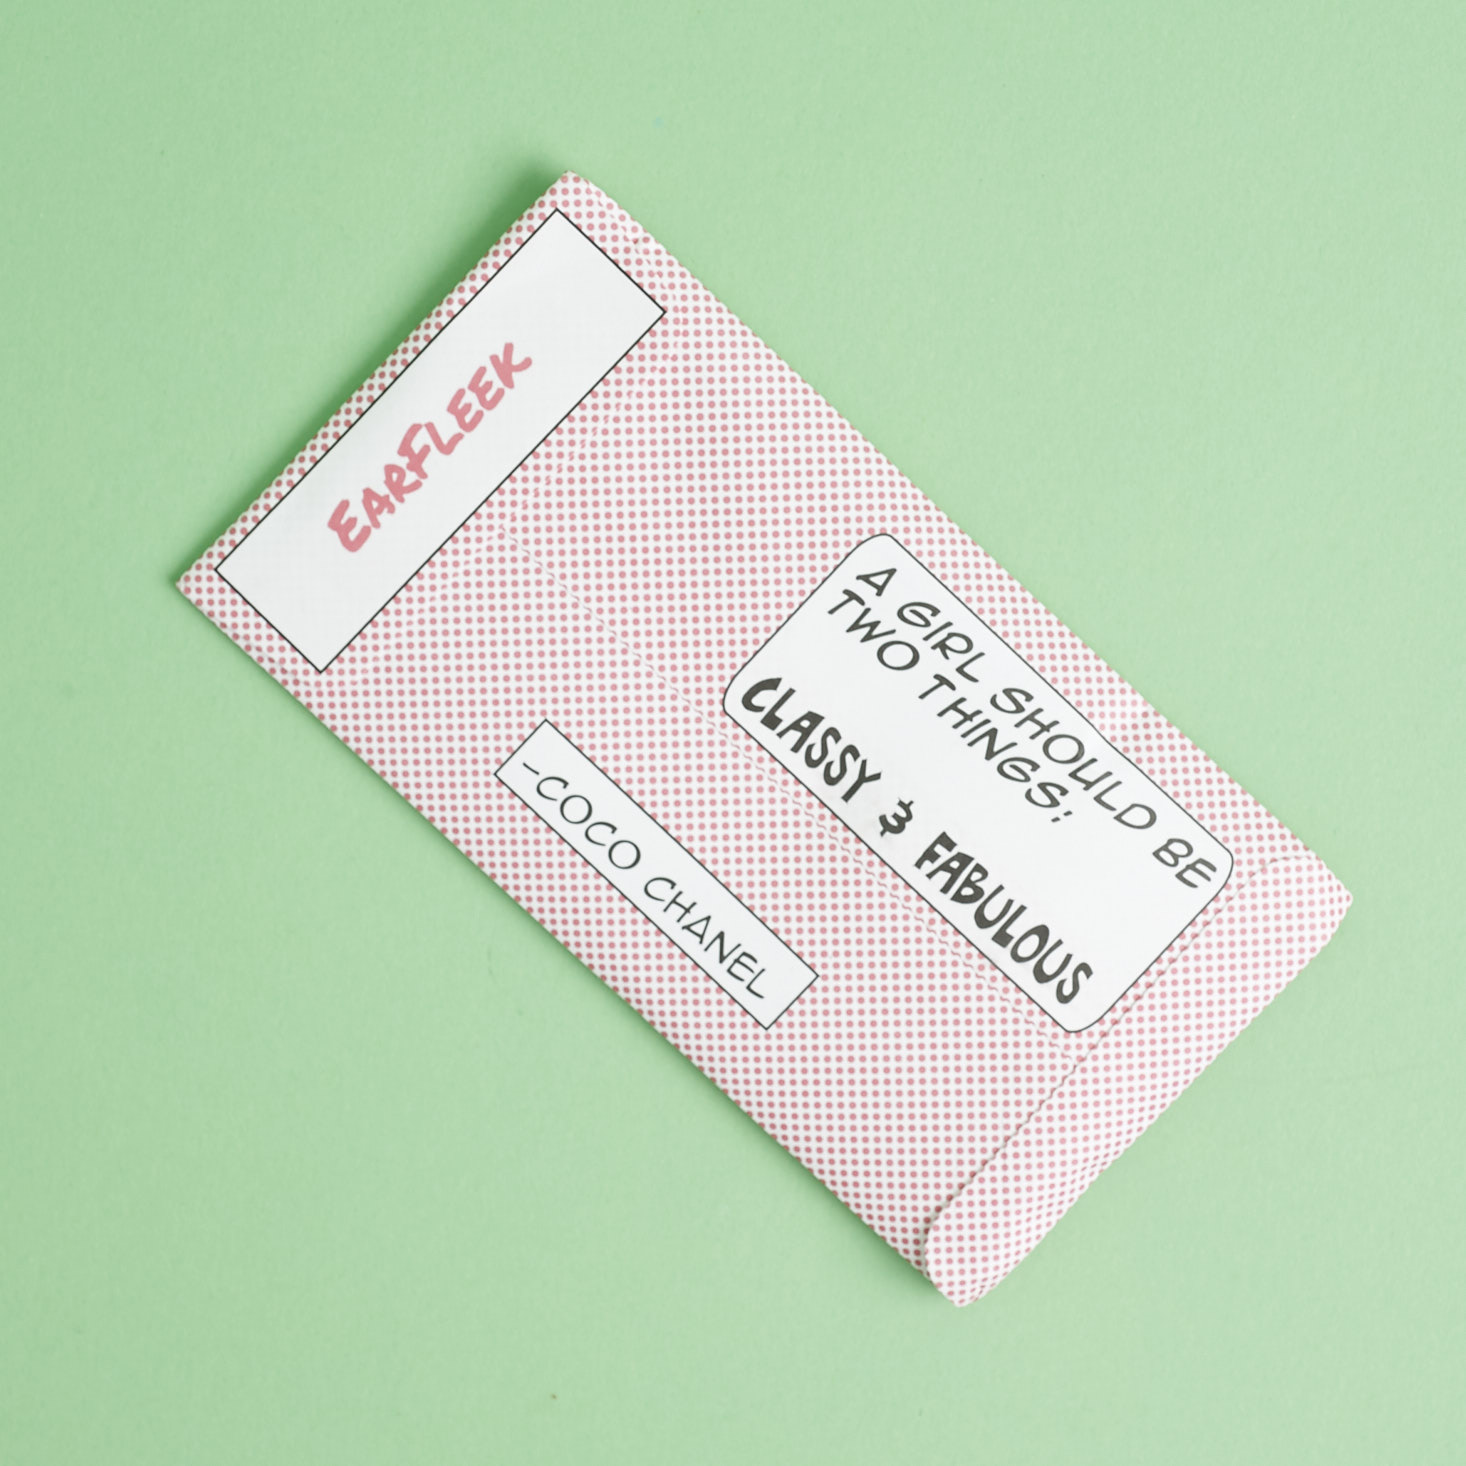 EARFLEEK
A GIRL SHOULD BE
TWO THINGS;
CLASSY & FABULOUS
-COCO CHANEL